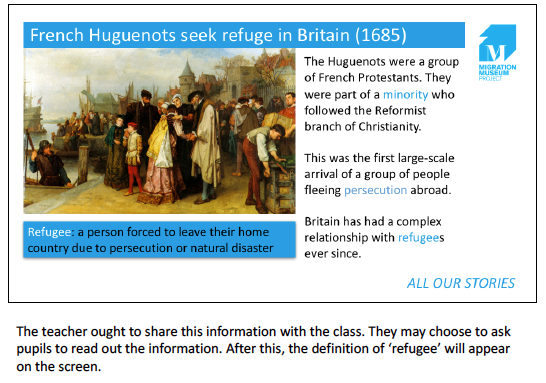 French Huguenots seek refuge in Britain (1685)
M
MIGRATION
MUSEUM
PROJECT
The Huguenots were a group
of French Protestants. They
were part of a minority who
followed the Reformist
branch of Christianity.
This was the first large-scale
arrival of a group of people
fleeing persecution abroad.
Britain has had a complex
relationship with refugees
ever since.
Refugee: a person forced to leave their home
country due to persecution or natural disaster
ALL OUR STORIES
The teacher ought to share this information with the class. They may choose to ask
pupils to read out the information. After this, the definition of ‘refugee’ will appear
on the screen.